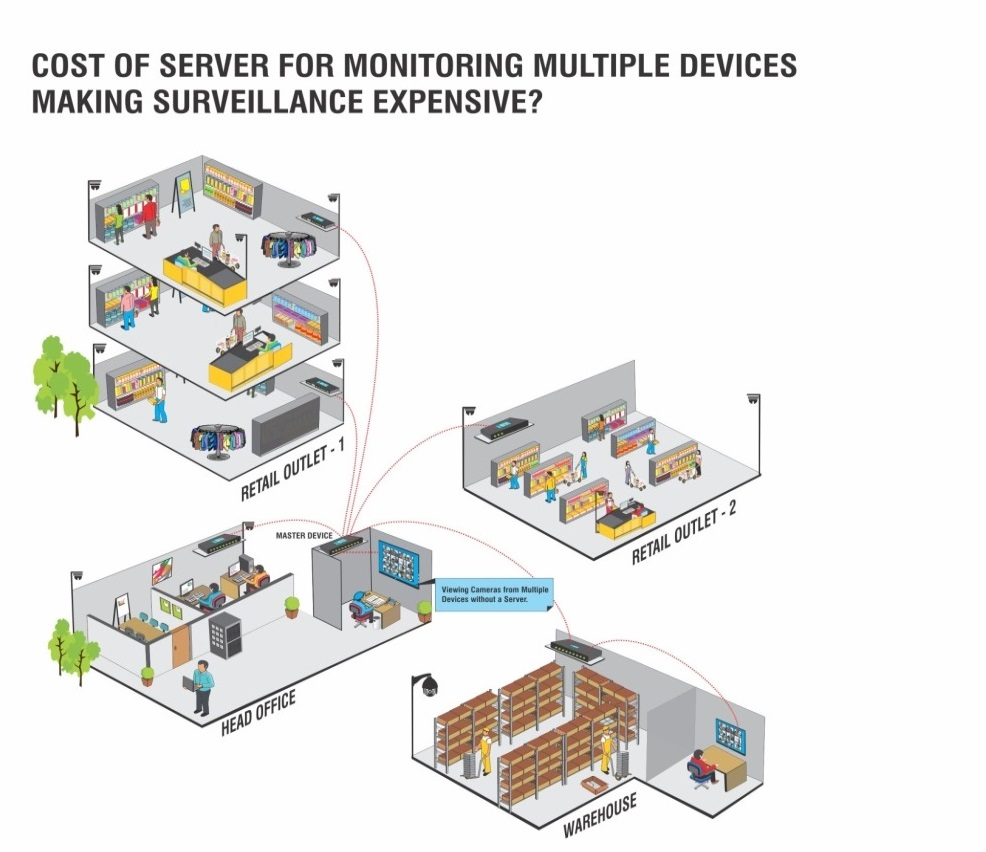 COST OF SERVER FOR MONITORING MULTIPLE DEVICES
MAKING SURVEILLANCE EXPENSIVE?
RETAIL OUTLET - 1
RETAIL OUTLET - 2
MASTER DEVICE
Viewing Cameras from Multiple
Devices without a Server.
HEAD OFFICE
WAREHOUSE